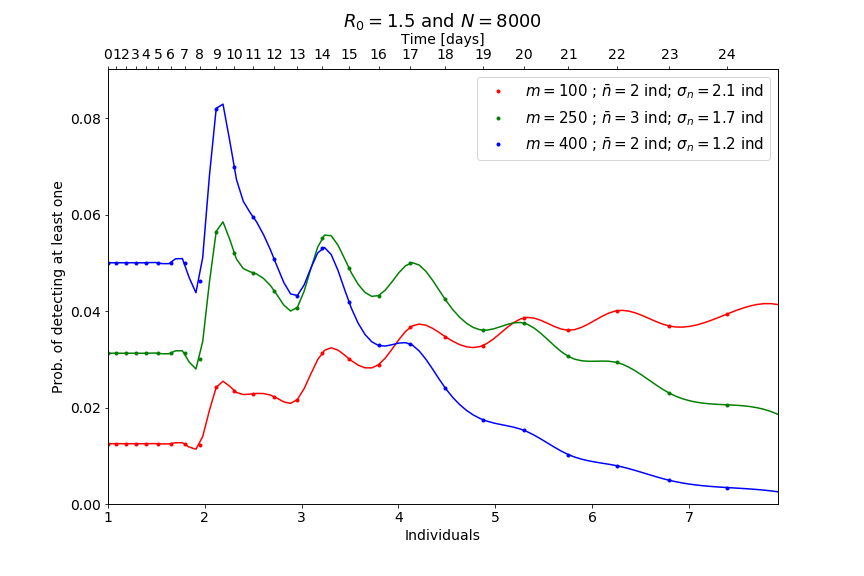 R₀ = 1.5 and N = 8000
Time [days]
0 1 2 3 4 5 6 7 8 9 10 11 12 13 14 15 16 17 18 19 20 21 22 23 24
m = 100 ; n̄ = 2 ind; σₙ = 2.1 ind
m = 250 ; n̄ = 3 ind; σₙ = 1.7 ind
m = 400 ; n̄ = 2 ind; σₙ = 1.2 ind
Prob. of detecting at least one
0.08
0.06
0.04
0.02
0.00
1 2 3 4 5 6 7
Individuals